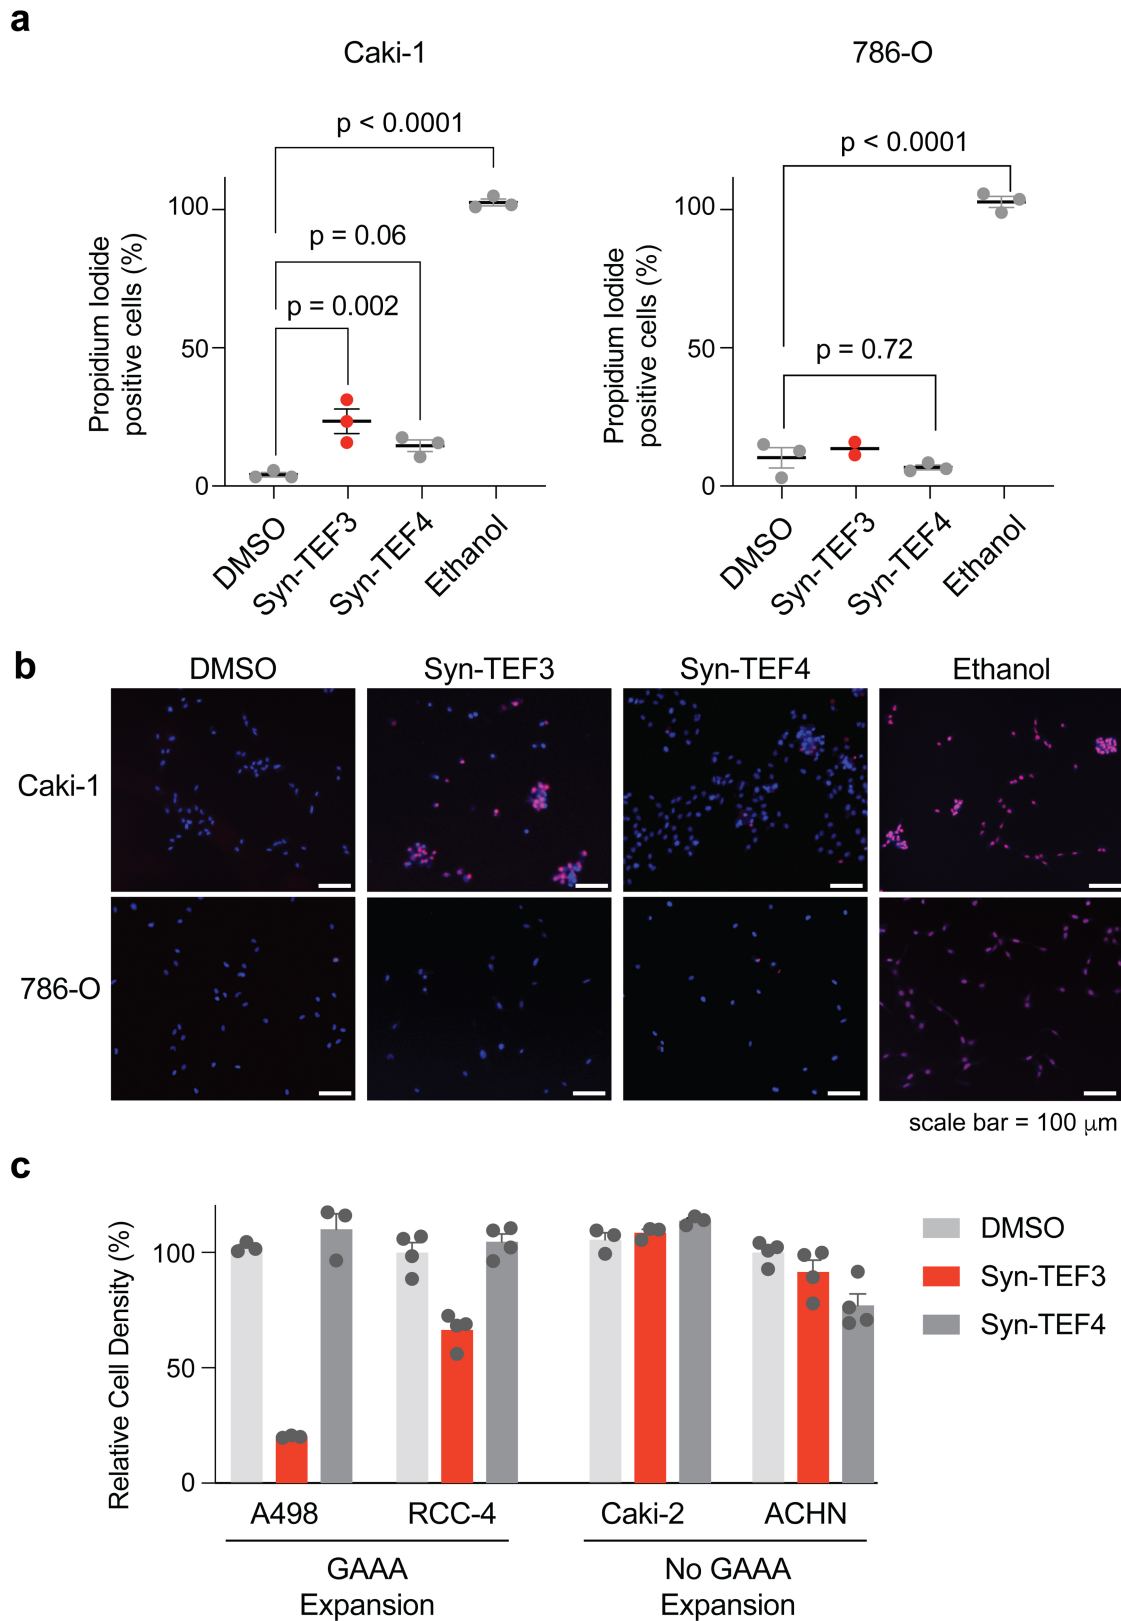 a
Caki-1
786-O
p < 0.0001
p = 0.06
p = 0.002
Propidium Iodide
positive cells (%)
100
50
0
DMSO
Syn-TEF3
Syn-TEF4
Ethanol
p < 0.0001
p = 0.72
Propidium Iodide
positive cells (%)
100
50
0
DMSO
Syn-TEF3
Syn-TEF4
Ethanol
b
DMSO
Syn-TEF3
Syn-TEF4
Ethanol
Caki-1
786-O
scale bar = 100 μm
c
Relative Cell Density (%)
100
50
0
A498
RCC-4
Caki-2
ACHN
GAAA
Expansion
No GAAA
Expansion
DMSO
Syn-TEF3
Syn-TEF4